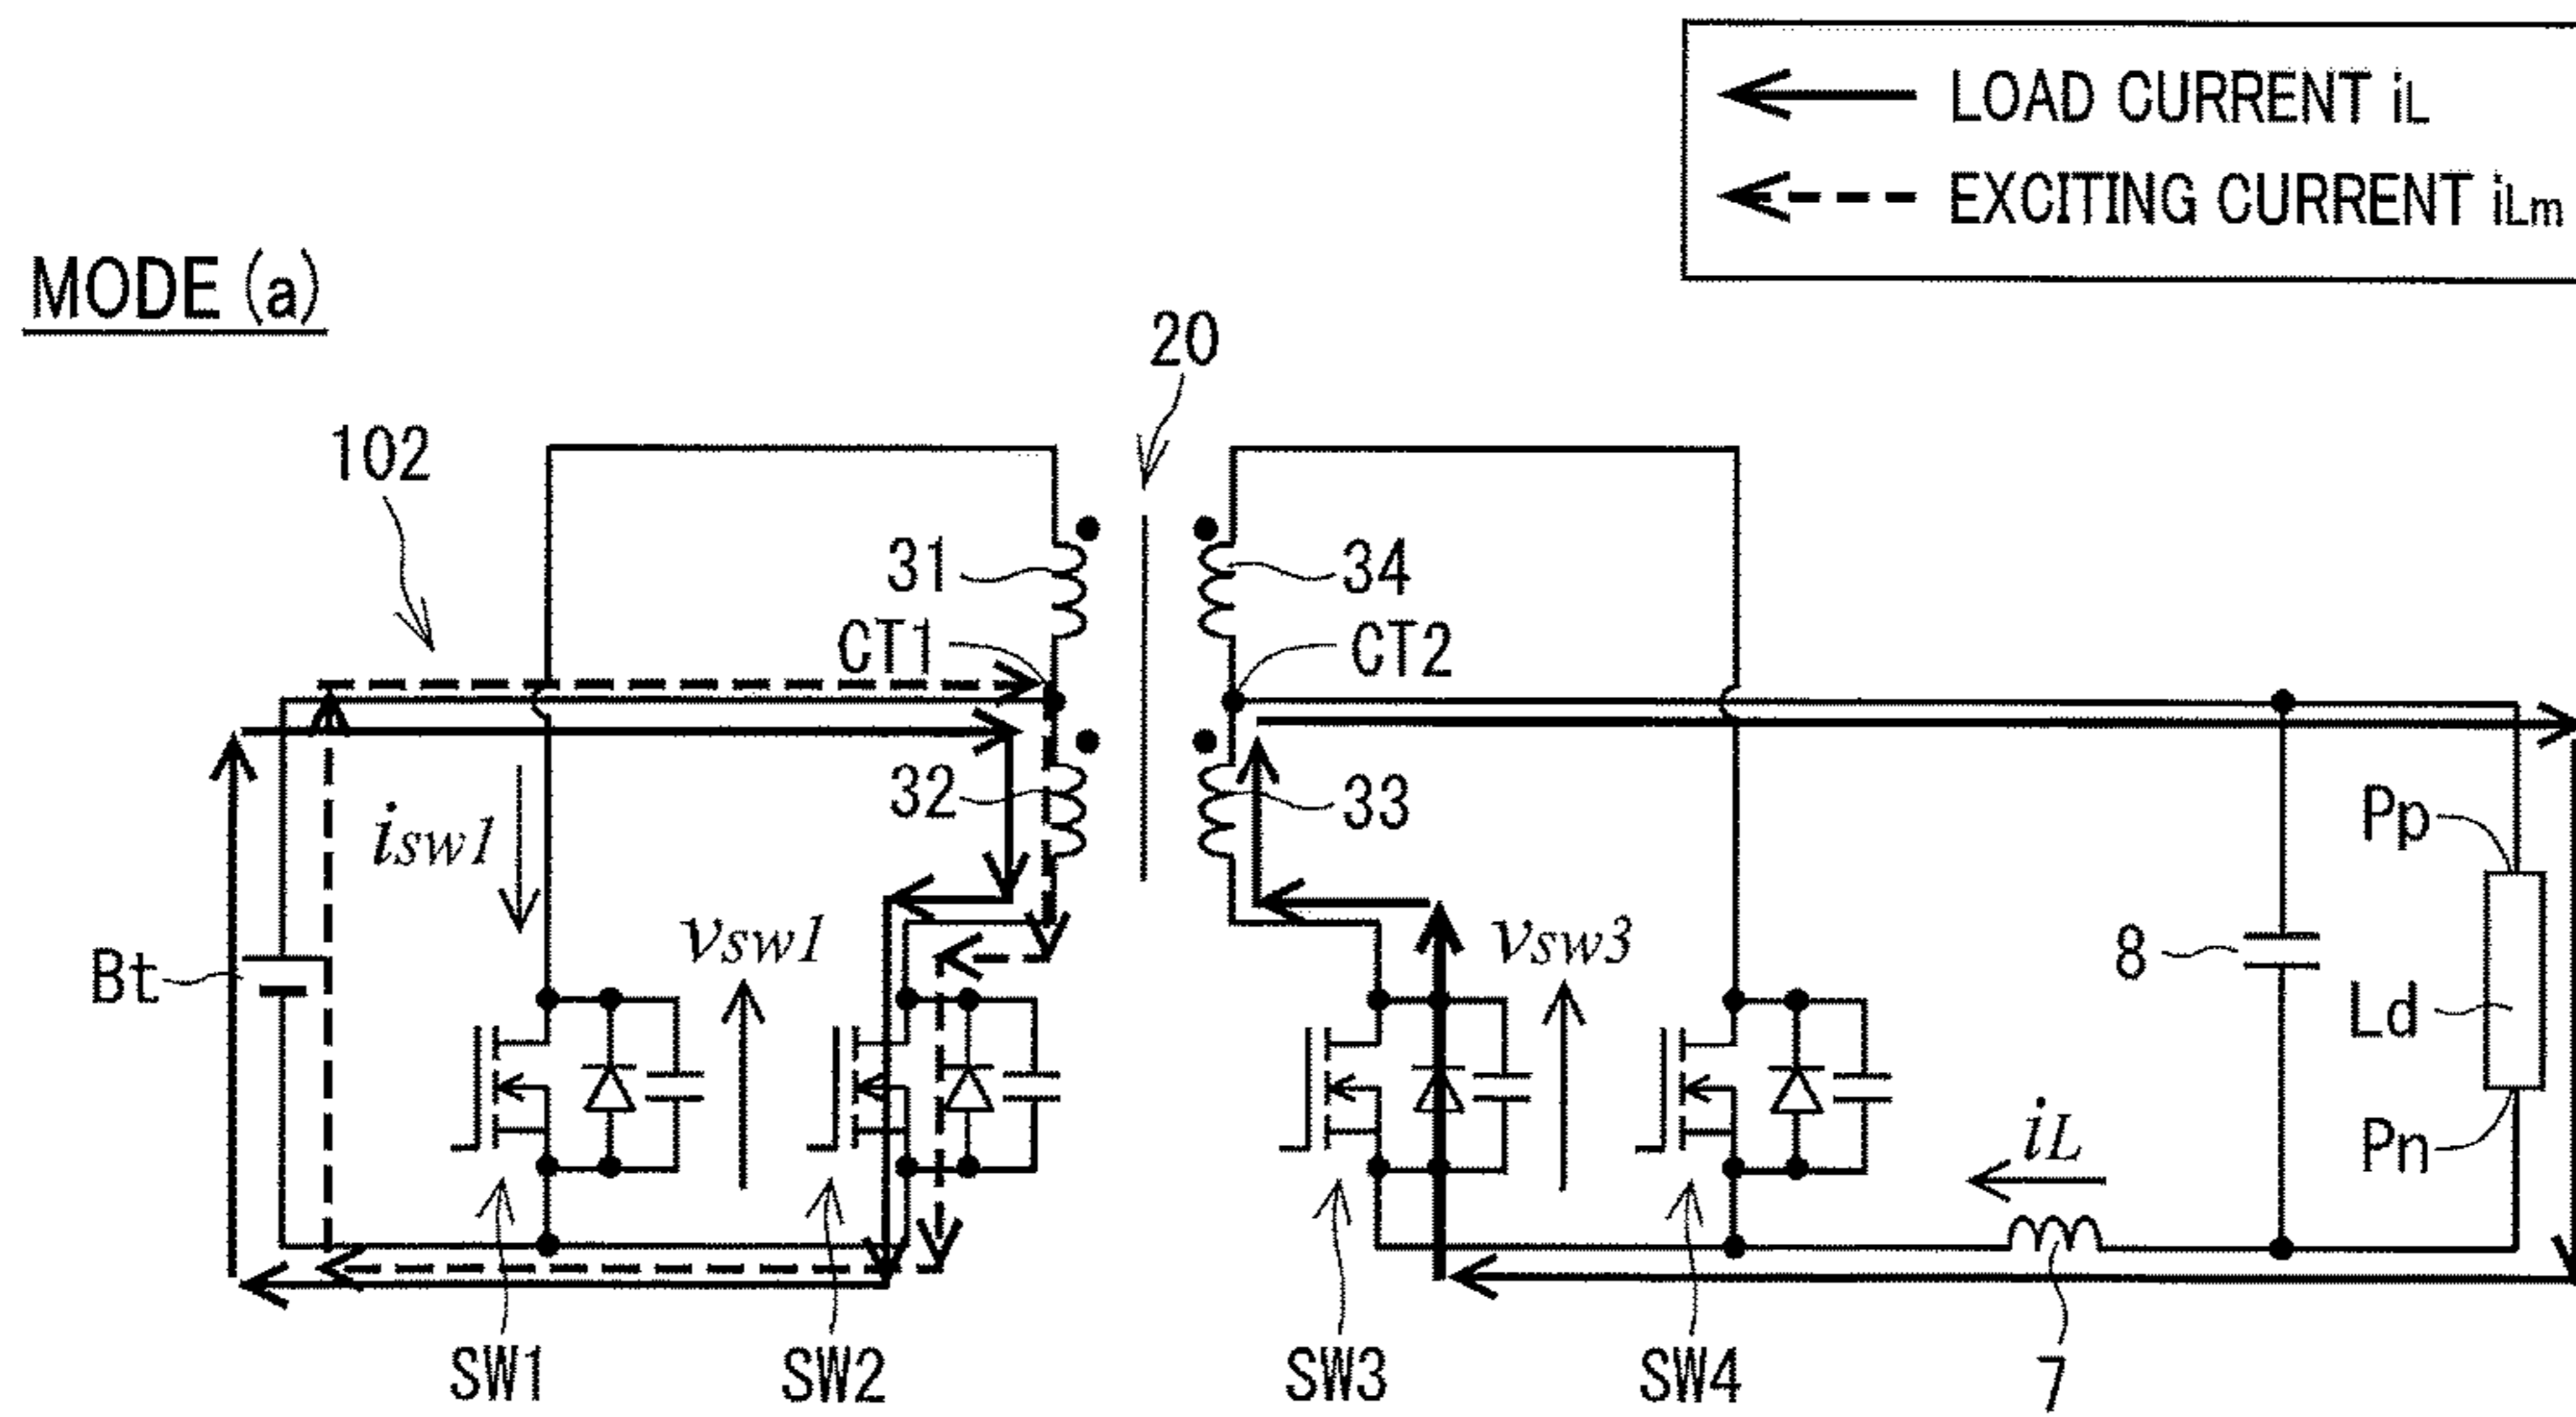 LOAD CURRENT iL
EXCITING CURRENT iLm
MODE (a)
20
102
31
34
CT1
CT2
32
33
isw1
vsw1
vsw3
Bt
8
Pp
Ld
Pn
iL
SW1
SW2
SW3
SW4
7